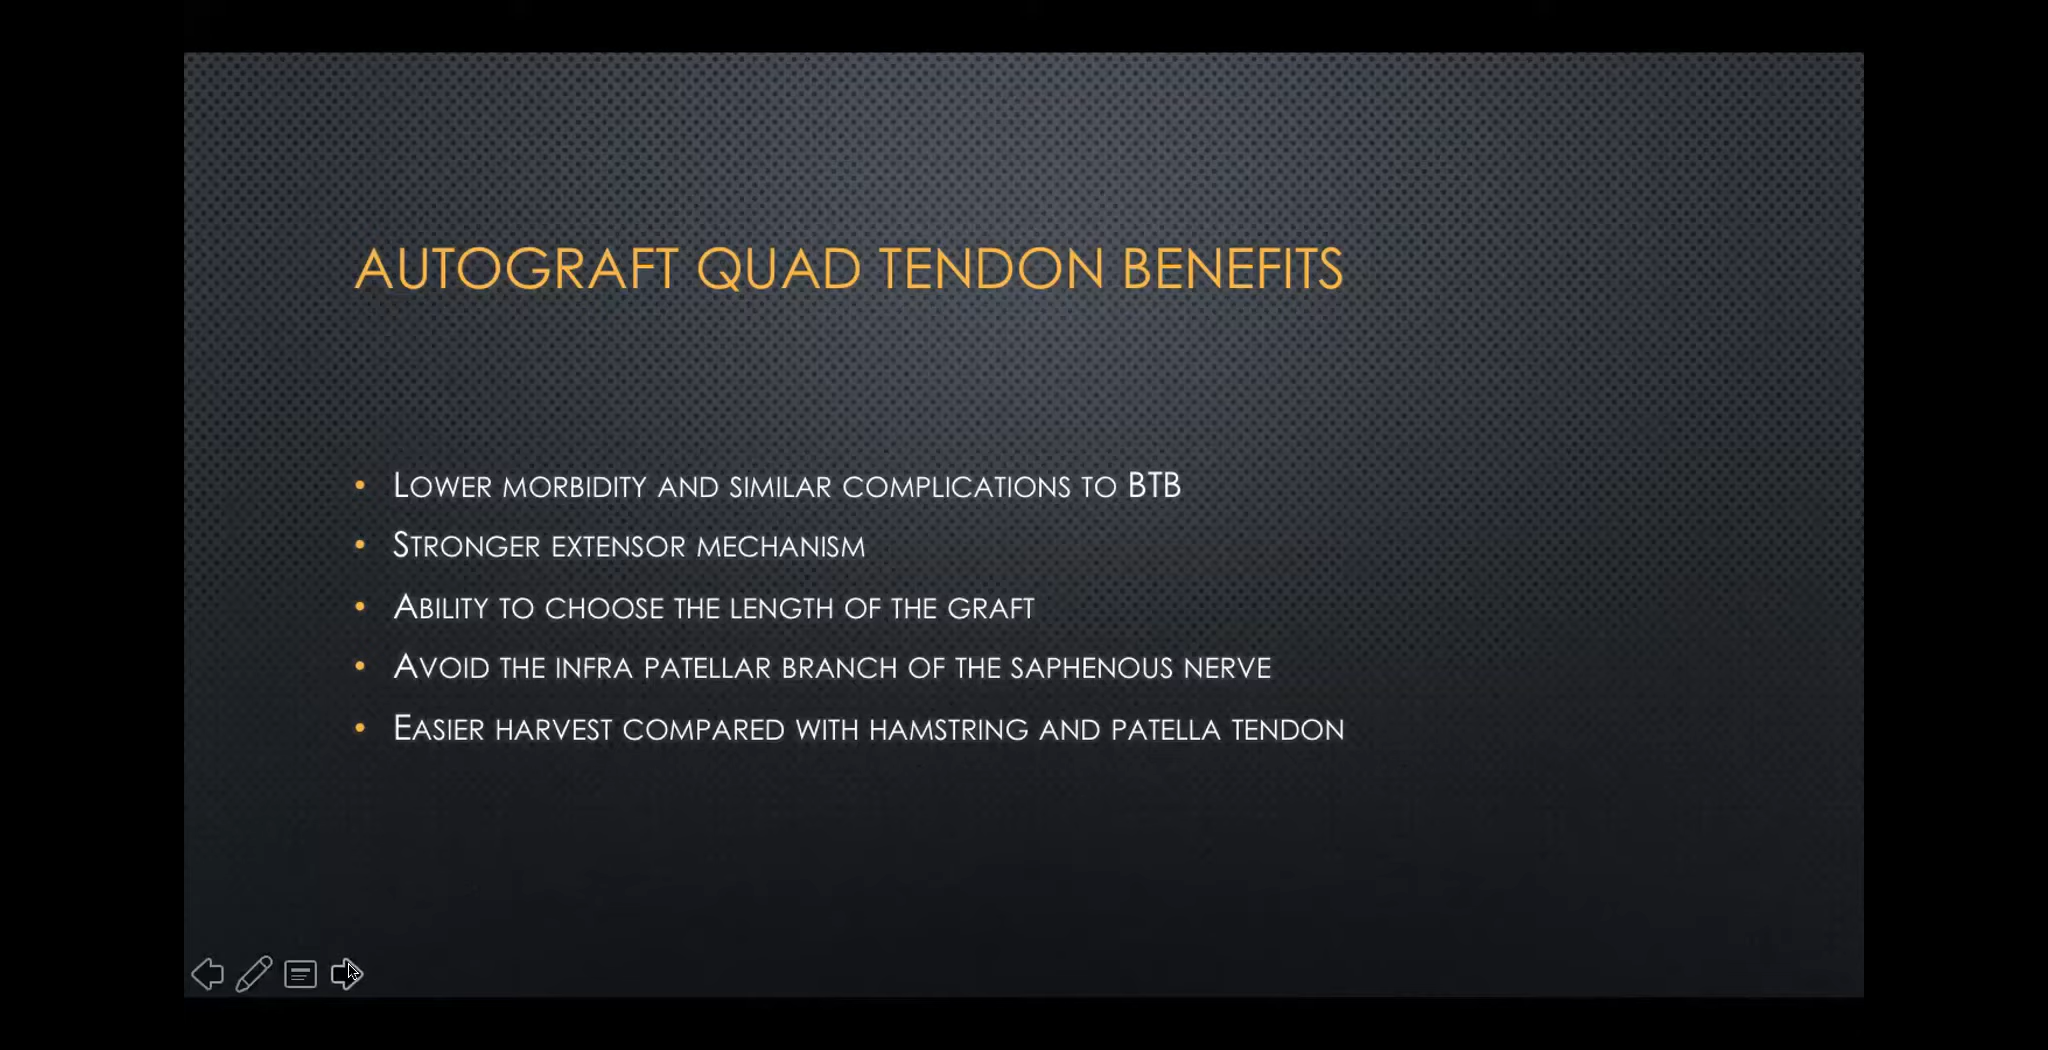 AUTOGRAFT QUAD TENDON BENEFITS
• LOWER MORBIDITY AND SIMILAR COMPLICATIONS TO BTB
• STRONGER EXTENSOR MECHANISM
• ABILITY TO CHOOSE THE LENGTH OF THE GRAFT
• AVOID THE INFRA PATELLAR BRANCH OF THE SAPHENOUS NERVE
• EASIER HARVEST COMPARED WITH HAMSTRING AND PATELLA TENDON